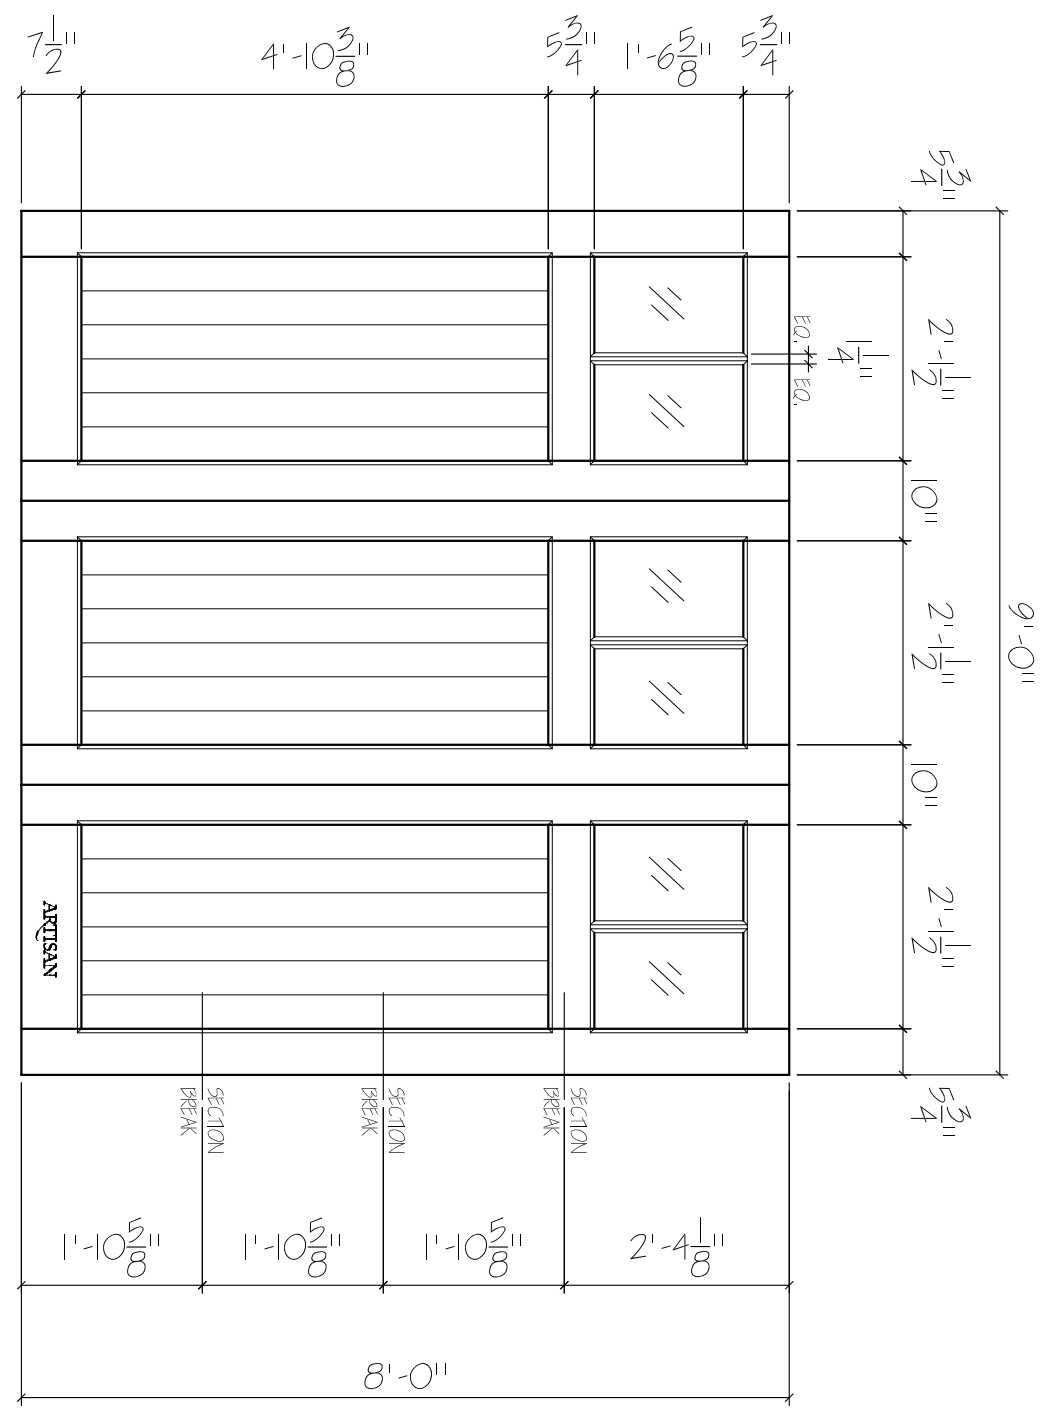 7 1/2"
4'-10 3/8"
5 3/4"
1'-6 5/8"
5 3/4"
5 3/4"
2'-1 1/2"
10"
2'-1 1/2"
10"
2'-1 1/2"
5 3/4"
9'-0"
EQ.
EQ.
1/4"
ARTISAN
SECTION
BREAK
SECTION
BREAK
SECTION
BREAK
1'-10 5/8"
1'-10 5/8"
1'-10 5/8"
2'-4 1/8"
8'-0"